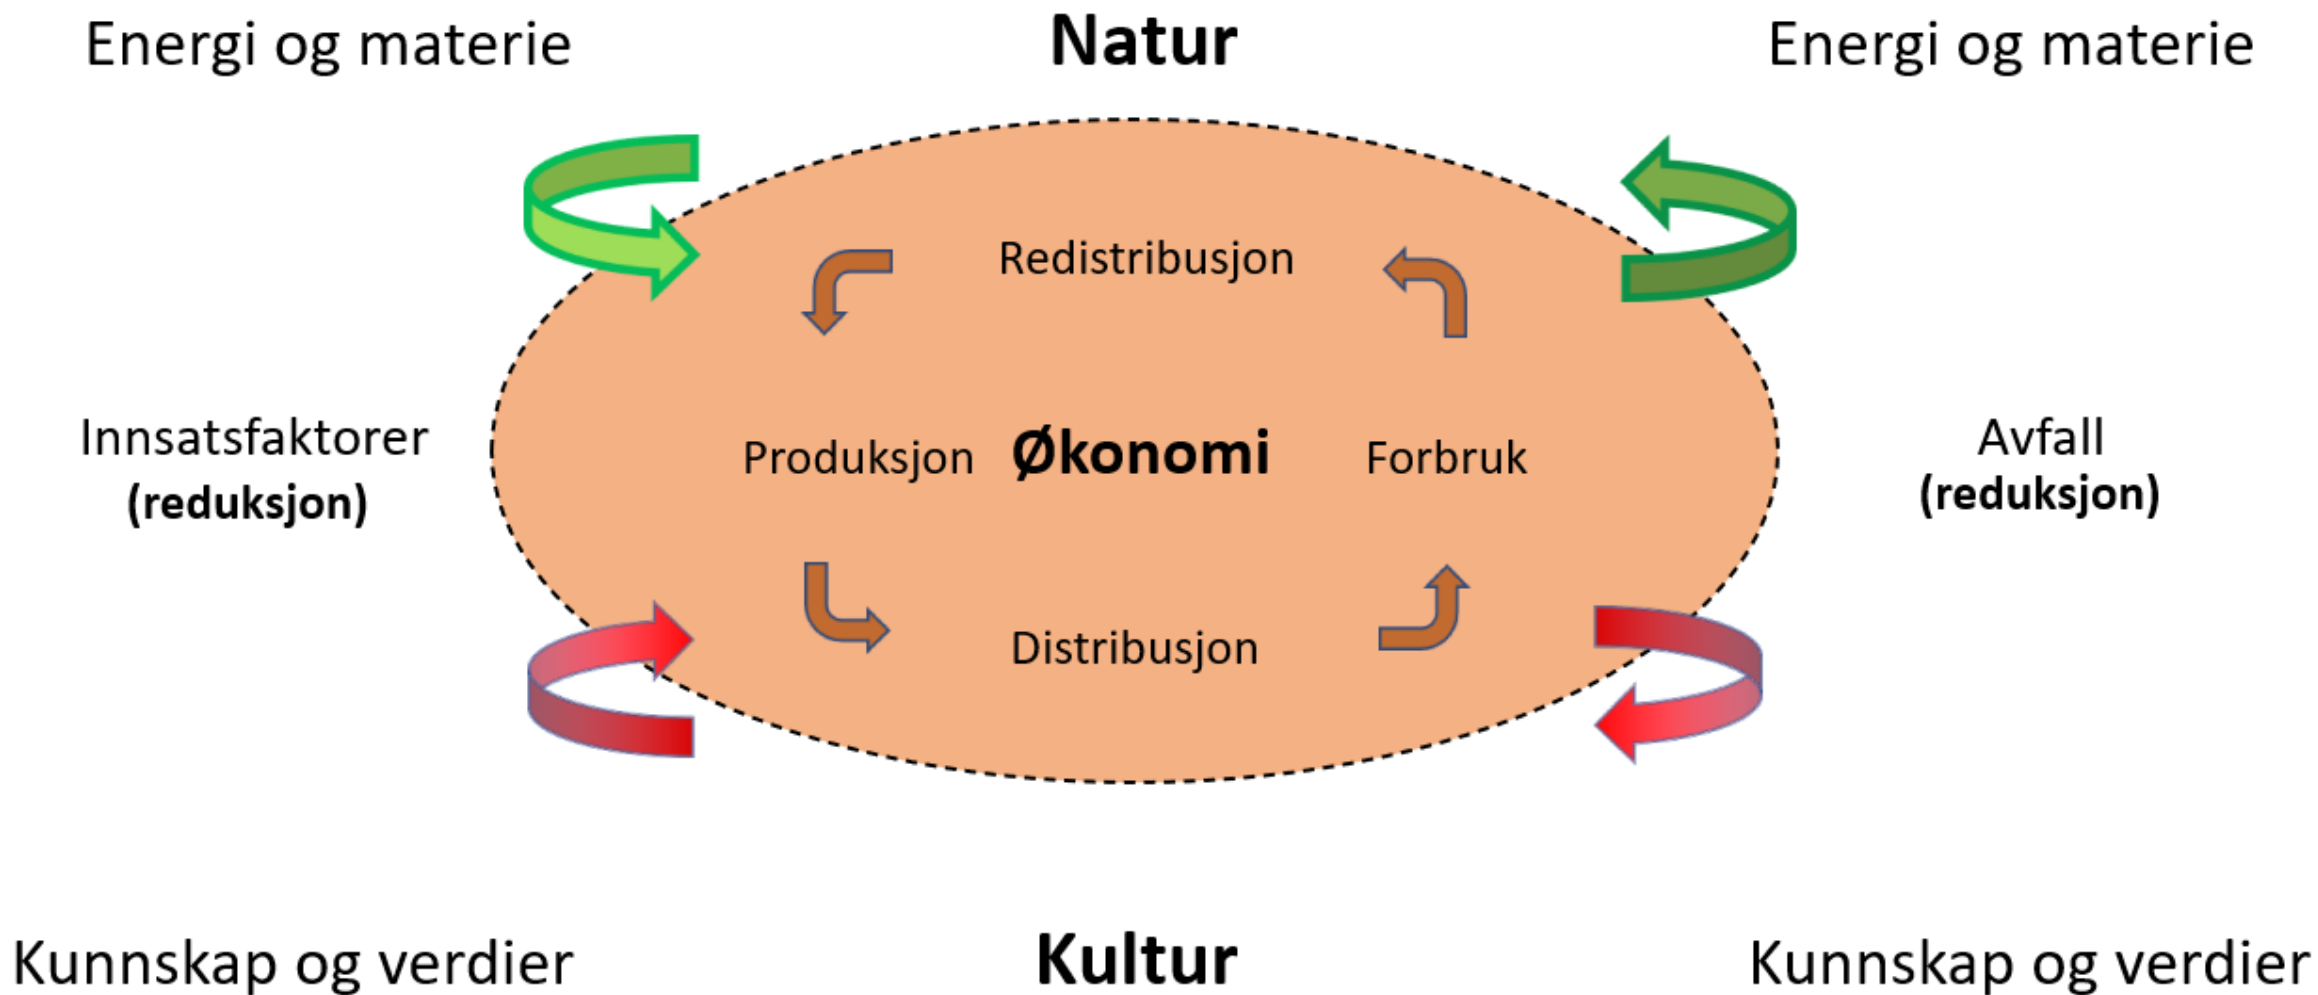 Energi og materie
Natur
Energi og materie
Redistribusjon
Innsatsfaktorer
(reduksjon)
Produksjon
Økonomi
Forbruk
Avfall
(reduksjon)
Distribusjon
Kunnskap og verdier
Kultur
Kunnskap og verdier